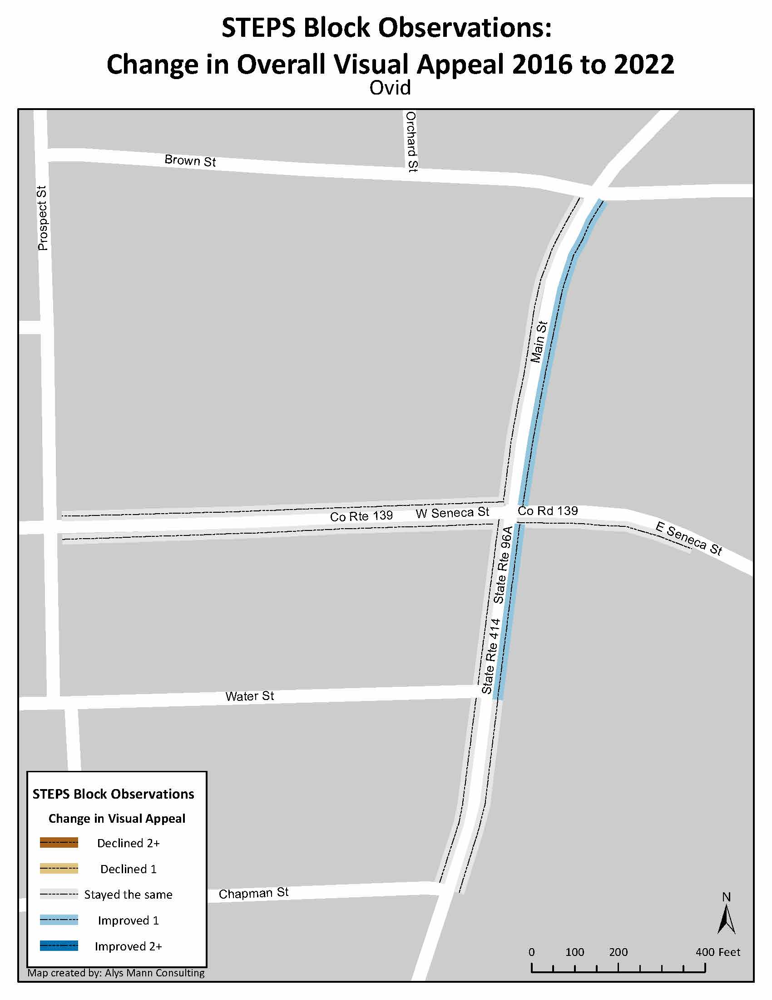 STEPS Block Observations:
Change in Overall Visual Appeal 2016 to 2022
Ovid
Orchard St
Brown St
Prospect St
Main St
Co Rte 139
W Seneca St
Co Rd 139
E Seneca St
State Rte 96A
State Rte 414
Water St
Chapman St
STEPS Block Observations
Change in Visual Appeal
Declined 2+
Declined 1
Stayed the same
Improved 1
Improved 2+
Map created by: Alys Mann Consulting
N
0 100 200 400 Feet